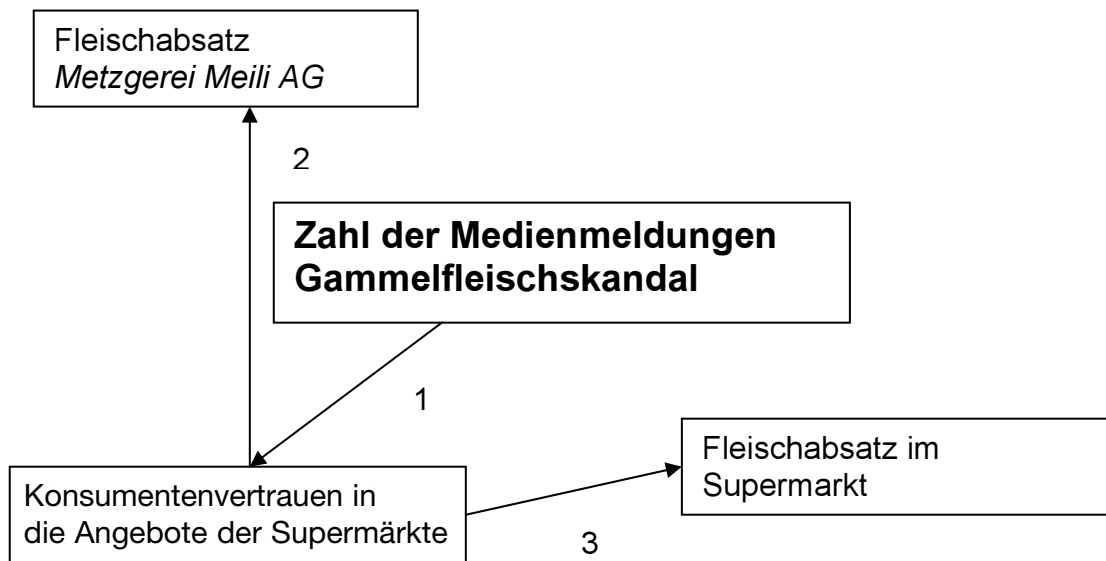 Fleischabsatz
Metzgerei Meili AG
2
Zahl der Medienmeldungen
Gammelfleischskandal
1
Fleischabsatz im
Supermarkt
Konsumentenvertrauen in
die Angebote der Supermärkte
3